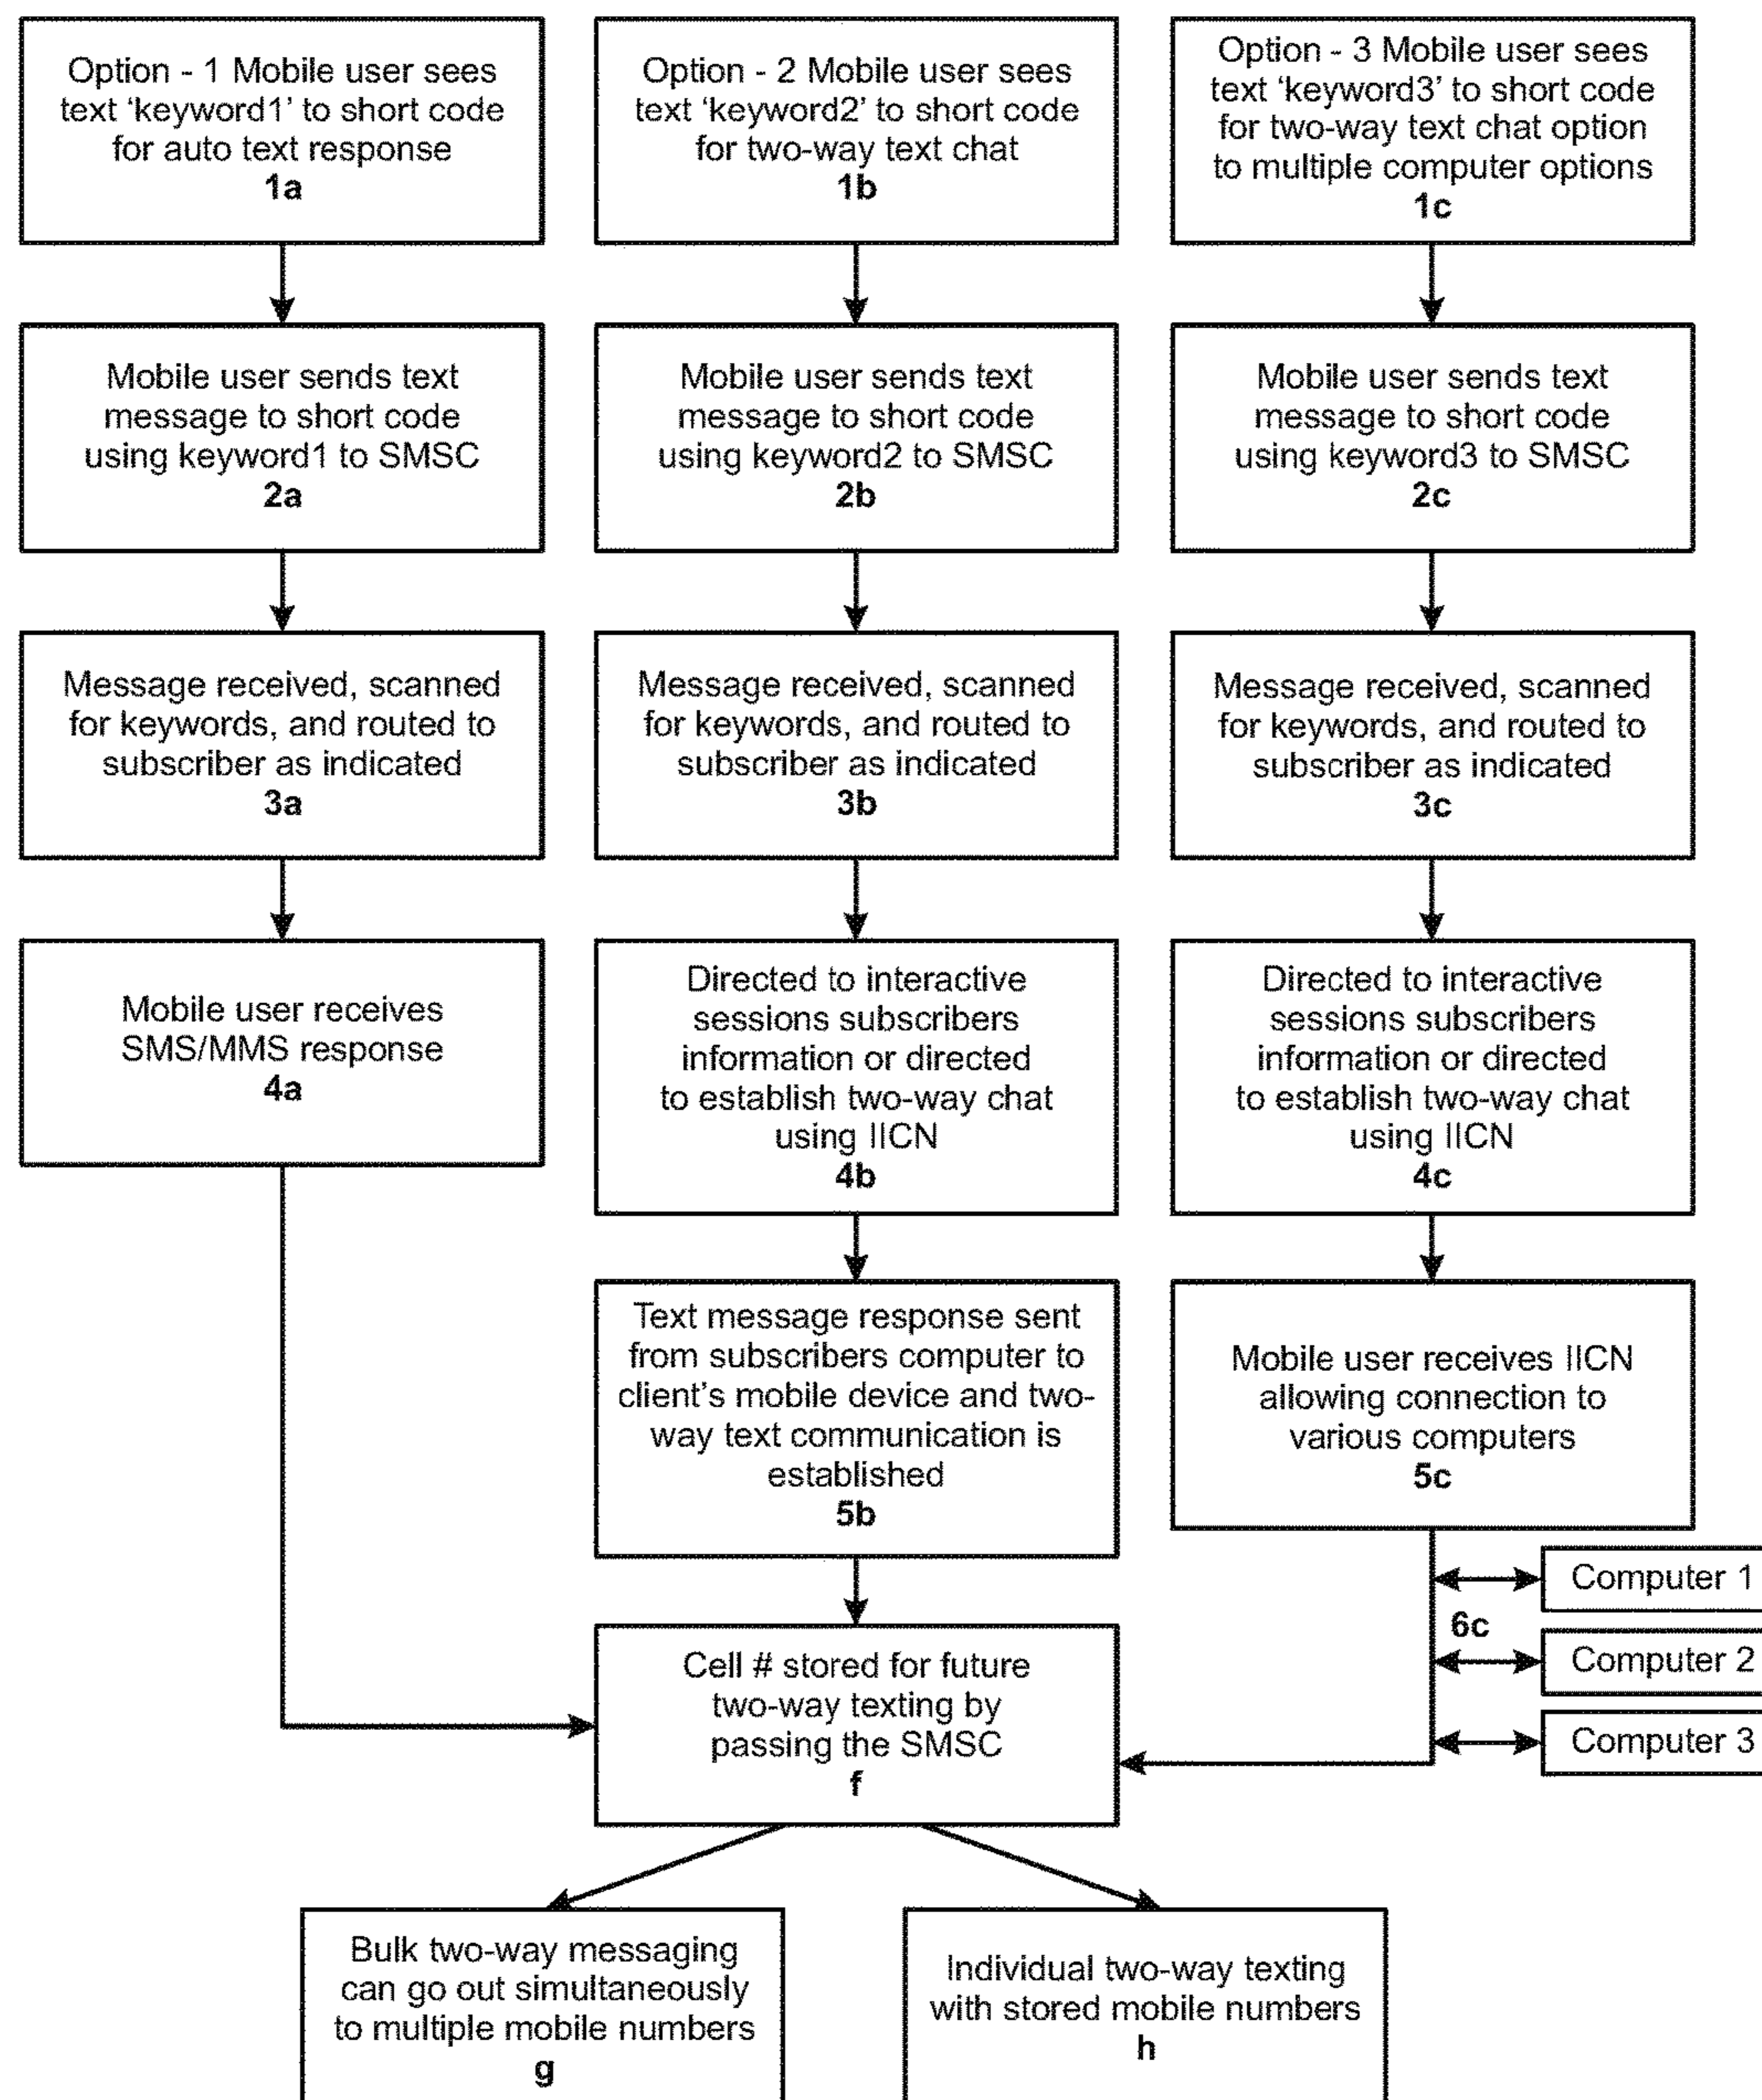 Option - 1 Mobile user sees
text ‘keyword1’ to short code
for auto text response
1a
Option - 2 Mobile user sees
text ‘keyword2’ to short code
for two-way text chat
1b
Option - 3 Mobile user sees
text ‘keyword3’ to short code
for two-way text chat option
to multiple computer options
1c
Mobile user sends text
message to short code
using keyword1 to SMSC
2a
Mobile user sends text
message to short code
using keyword2 to SMSC
2b
Mobile user sends text
message to short code
using keyword3 to SMSC
2c
Message received, scanned
for keywords, and routed to
subscriber as indicated
3a
Message received, scanned
for keywords, and routed to
subscriber as indicated
3b
Message received, scanned
for keywords, and routed to
subscriber as indicated
3c
Mobile user receives
SMS/MMS response
4a
Directed to interactive
sessions subscribers
information or directed
to establish two-way chat
using IICN
4b
Directed to interactive
sessions subscribers
information or directed
to establish two-way chat
using IICN
4c
Text message response sent
from subscribers computer to
client’s mobile device and two-
way text communication is
established
5b
Mobile user receives IICN
allowing connection to
various computers
5c
Computer 1
6c
Computer 2
Computer 3
Cell # stored for future
two-way texting by
passing the SMSC
f
Bulk two-way messaging
can go out simultaneously
to multiple mobile numbers
g
Individual two-way texting
with stored mobile numbers
h